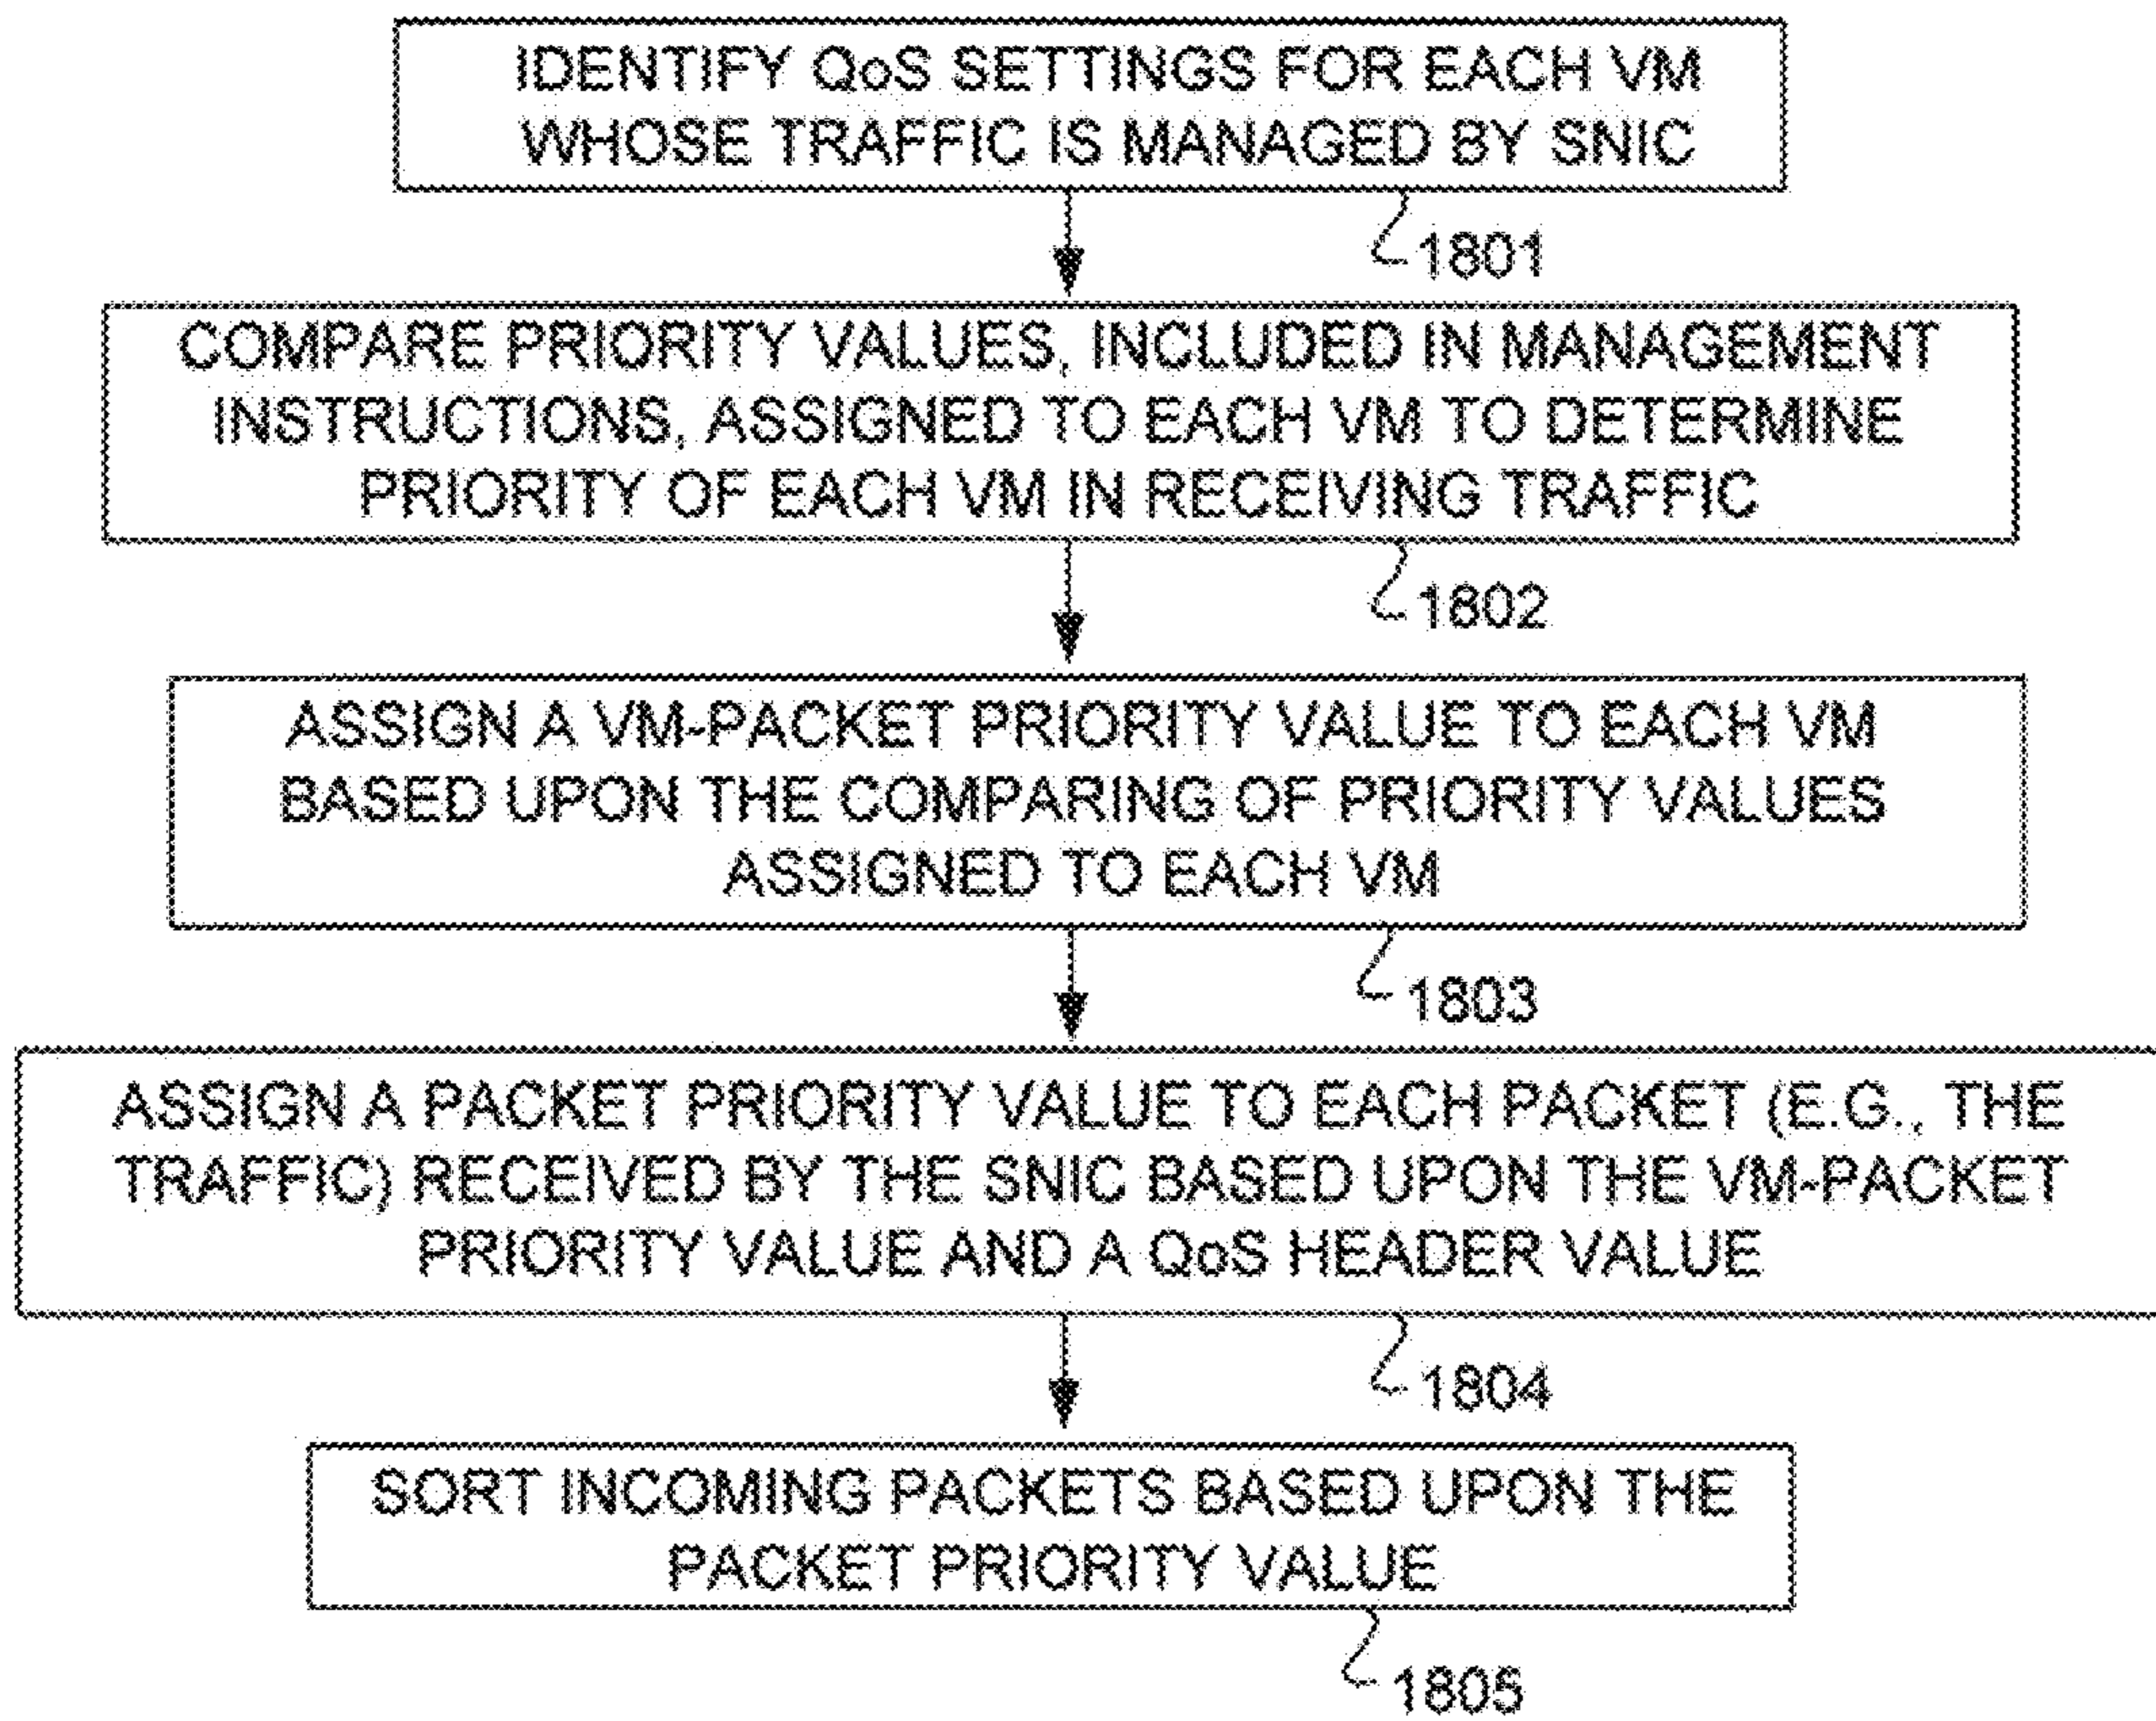 IDENTIFY QoS SETTINGS FOR EACH VM
WHOSE TRAFFIC IS MANAGED BY SNIC
1801
COMPARE PRIORITY VALUES, INCLUDED IN MANAGEMENT
INSTRUCTIONS, ASSIGNED TO EACH VM TO DETERMINE
PRIORITY OF EACH VM IN RECEIVING TRAFFIC
1802
ASSIGN A VM-PACKET PRIORITY VALUE TO EACH VM
BASED UPON THE COMPARING OF PRIORITY VALUES
ASSIGNED TO EACH VM
1803
ASSIGN A PACKET PRIORITY VALUE TO EACH PACKET (E.G., THE
TRAFFIC) RECEIVED BY THE SNIC BASED UPON THE VM-PACKET
PRIORITY VALUE AND A QoS HEADER VALUE
1804
SORT INCOMING PACKETS BASED UPON THE
PACKET PRIORITY VALUE
1805